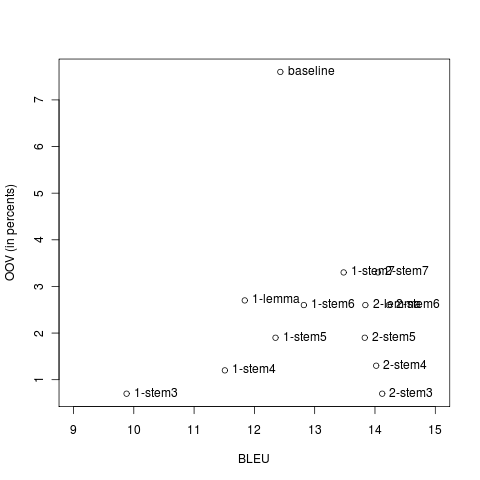 baseline
OOV (in percents)
7
6
5
4
3
2
1
1-stem7
2-stem7
1-lemma
1-stem6
2-lemma
2-stem6
1-stem5
2-stem5
1-stem4
2-stem4
1-stem3
2-stem3
9 10 11 12 13 14 15
BLEU